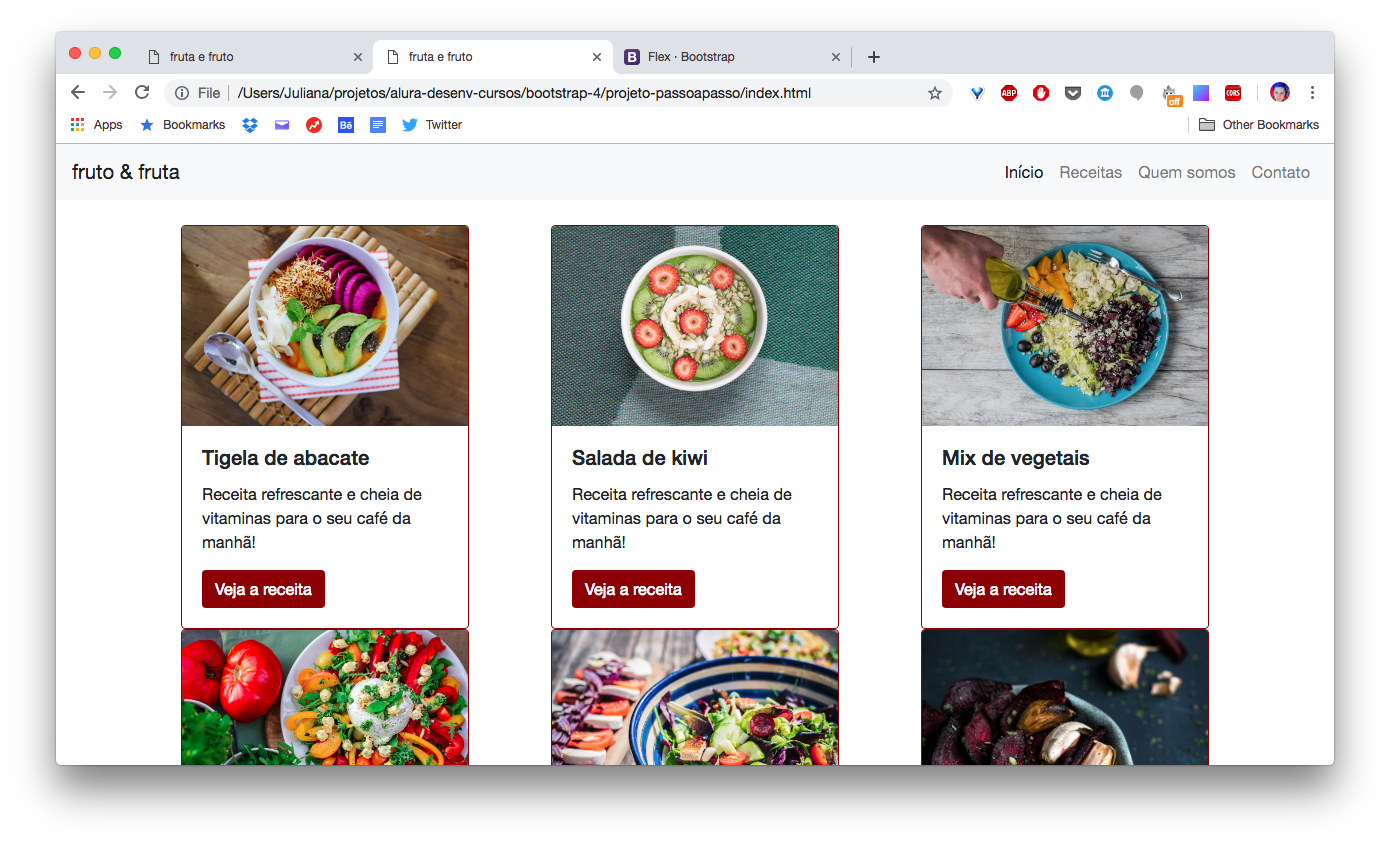 fruta e fruto
fruta e fruto
B Flex · Bootstrap
File /Users/Juliana/projetos/alura-desenv-cursos/bootstrap-4/projeto-passoapasso/index.html
ABP
off
CORS
Apps Bookmarks Bē Twitter Other Bookmarks
fruto & fruta Início Receitas Quem somos Contato
Tigela de abacate
Receita refrescante e cheia de
vitaminas para o seu café da
manhã!
Veja a receita
Salada de kiwi
Receita refrescante e cheia de
vitaminas para o seu café da
manhã!
Veja a receita
Mix de vegetais
Receita refrescante e cheia de
vitaminas para o seu café da
manhã!
Veja a receita